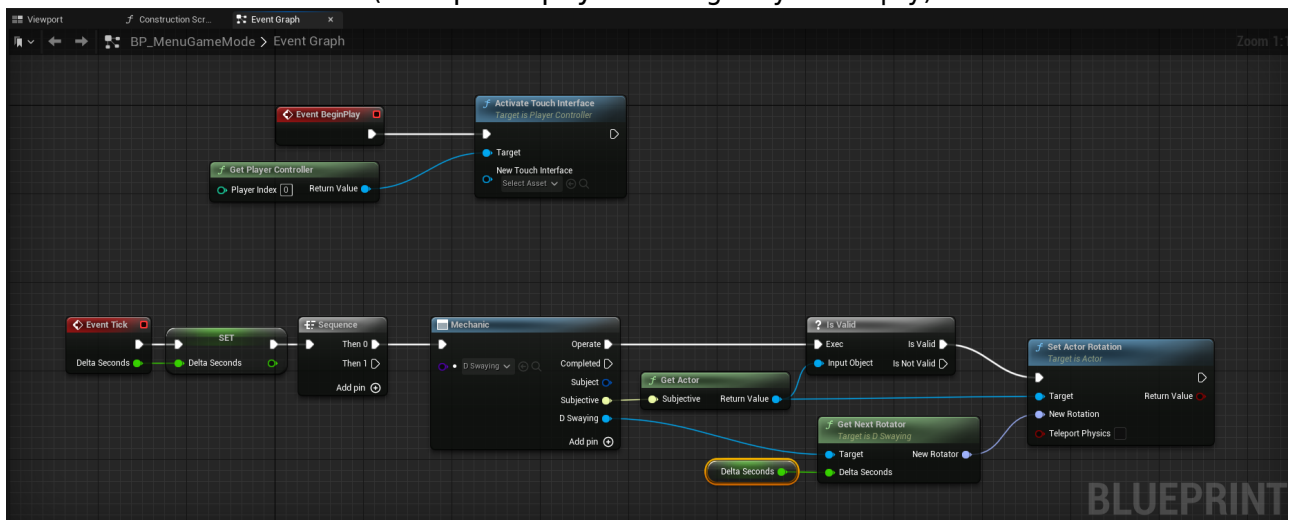 Viewport
Construction Scr...
Event Graph
BP_MenuGameMode > Event Graph
Zoom 1:1
Event BeginPlay
Activate Touch Interface
Target is Player Controller
Target
New Touch Interface
Select Asset
Get Player Controller
Player Index 0 Return Value
Event Tick
Delta Seconds
SET
Delta Seconds
Sequence
Then 0
Then 1
Add pin
Mechanic
D Swaying
Operate
Completed
Subject
Subjective
D Swaying
Add pin
Get Actor
Subjective Return Value
? Is Valid
Exec Is Valid
Input Object Is Not Valid
Get Next Rotator
Target is D Swaying
Target New Rotator
Delta Seconds
Delta Seconds
Set Actor Rotation
Target is Actor
Target Return Value
New Rotation
Teleport Physics
BLUEPRINT